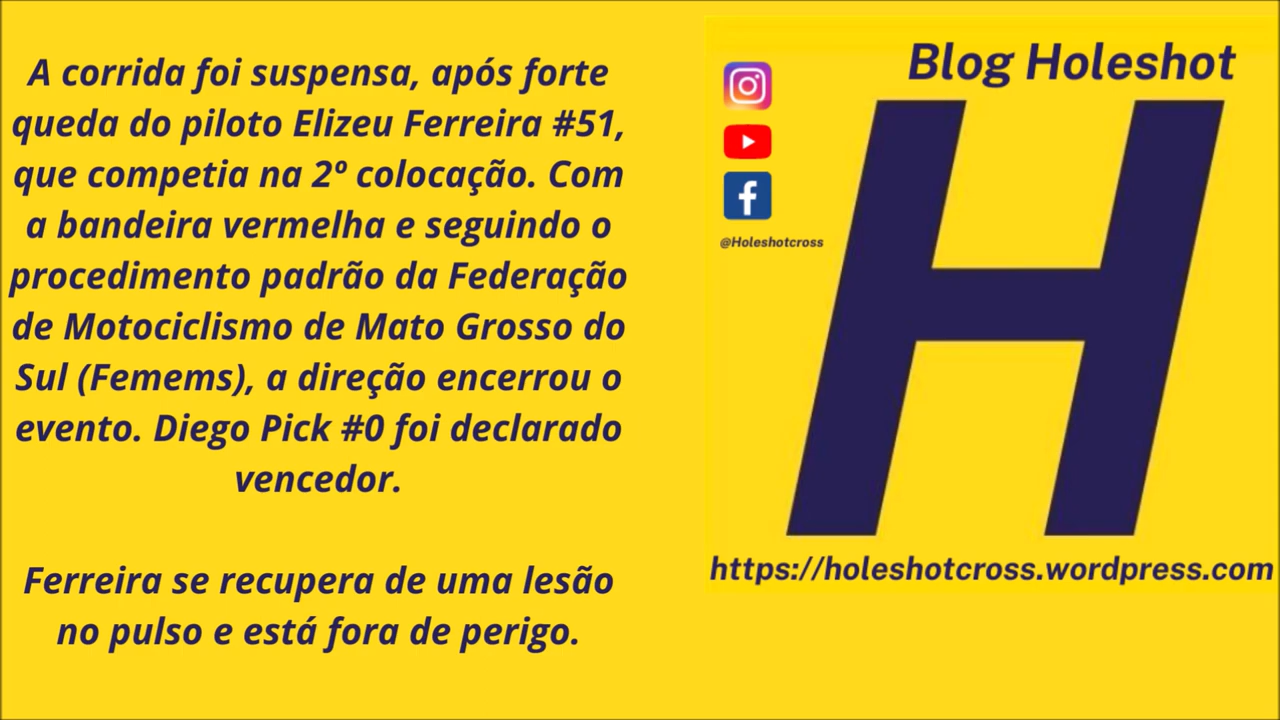 A corrida foi suspensa, após forte
queda do piloto Elizeu Ferreira #51,
que competia na 2º colocação. Com
a bandeira vermelha e seguindo o
procedimento padrão da Federação
de Motociclismo de Mato Grosso do
Sul (Femems), a direção encerrou o
evento. Diego Pick #0 foi declarado
vencedor.
Ferreira se recupera de uma lesão
no pulso e está fora de perigo.
Blog Holeshot
@Holeshotcross
H
https://holeshotcross.wordpress.com